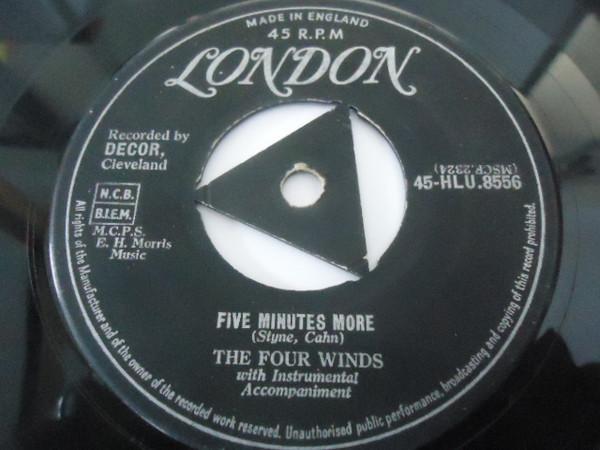 MADE IN ENGLAND
45 R.P.M
LONDON
Recorded by
DECOR,
Cleveland
(MSCP.2324)
45-HLU.8556
N.C.B.
B.I.E.M.
M.C.P.S.
E. H. Morris
Music
FIVE MINUTES MORE
(Styne, Cahn)
THE FOUR WINDS
with Instrumental
Accompaniment
All rights of the Manufacturer and of the owner of the recorded work reserved. Unauthorised public performance, broadcasting and copying of this record prohibited.